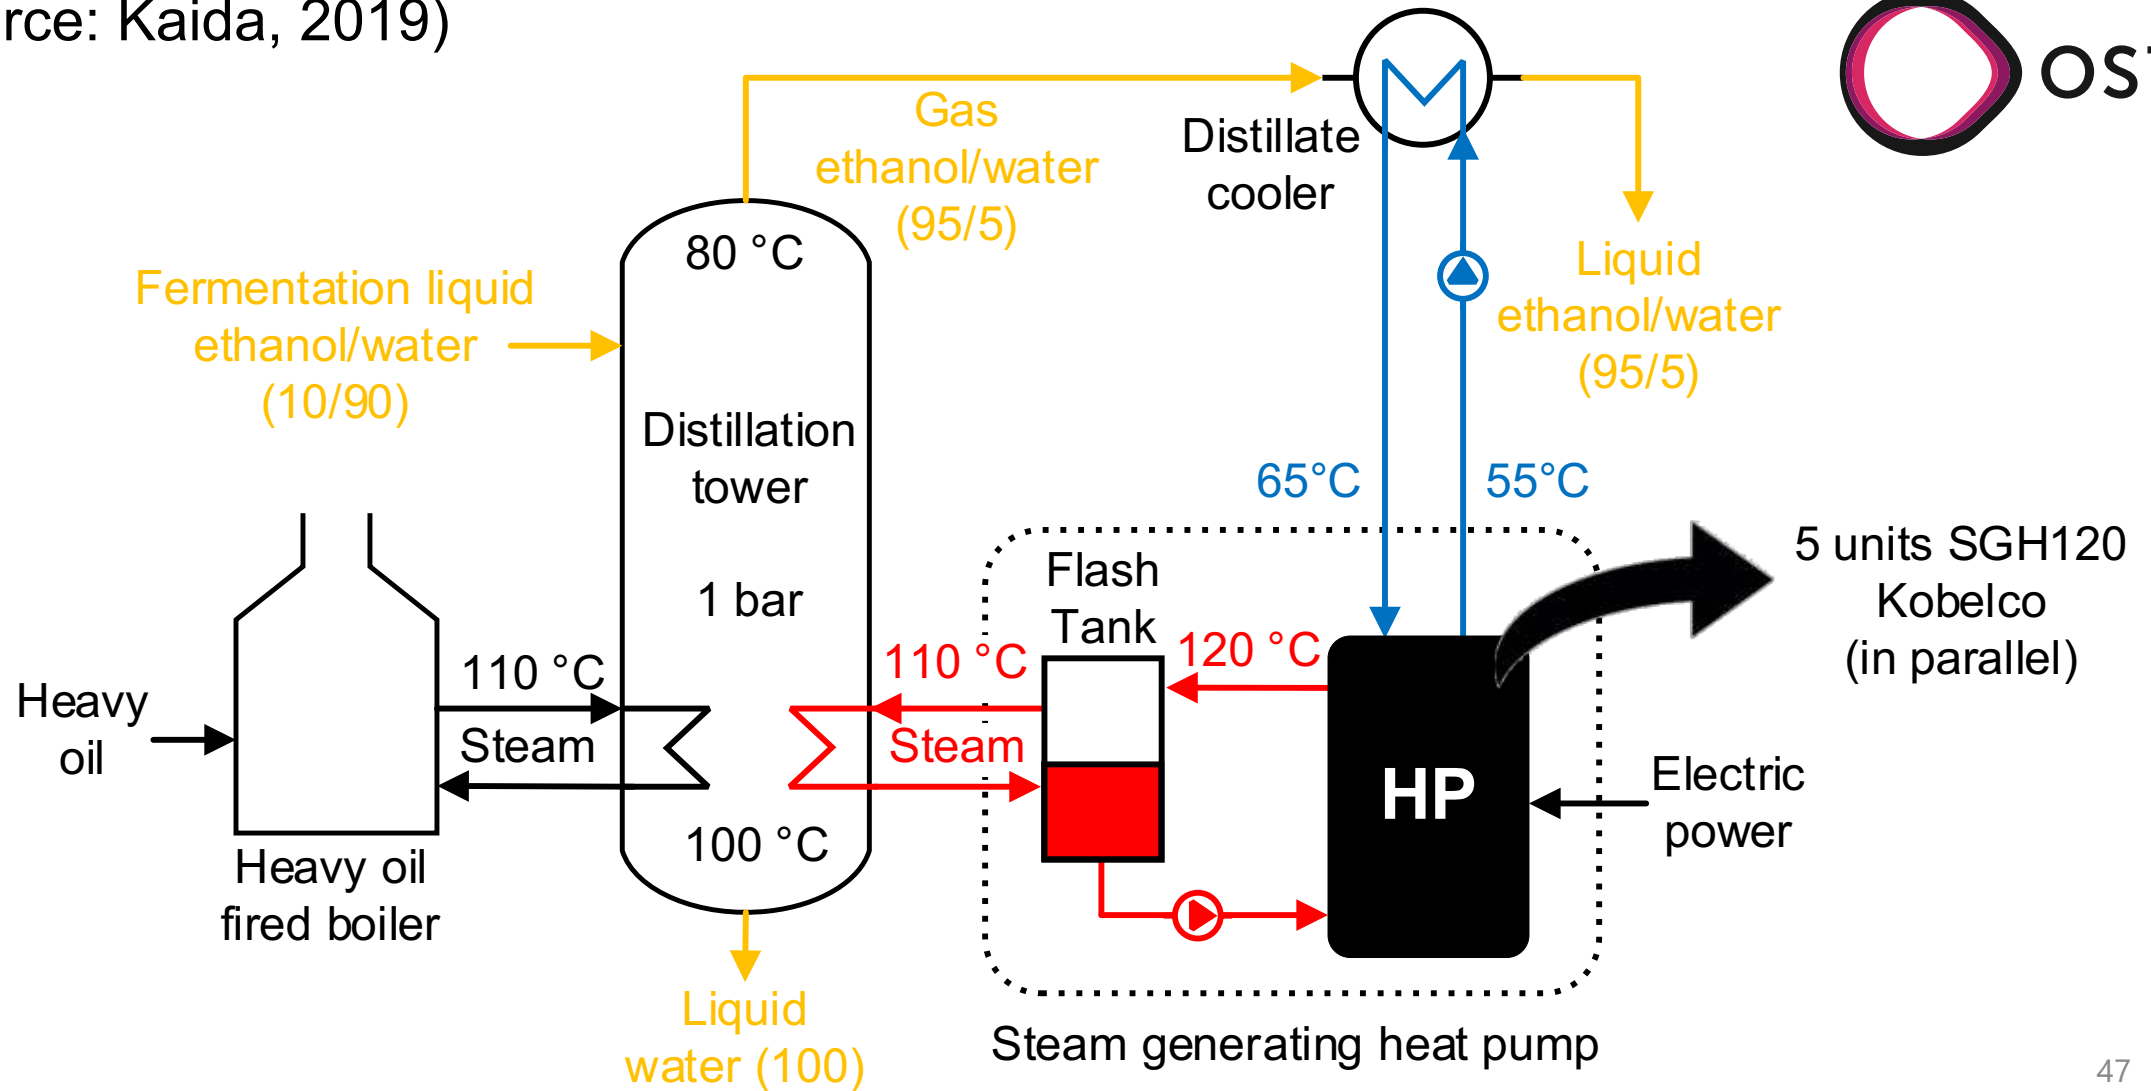 rce: Kaida, 2019)
Gas
ethanol/water
(95/5)
Distillate
cooler
80 °C
Fermentation liquid
ethanol/water
(10/90)
Liquid
ethanol/water
(95/5)
Distillation
tower
1 bar
65°C
55°C
Flash
Tank
5 units SGH120
Kobelco
(in parallel)
110 °C
Steam
110 °C
Steam
120 °C
Heavy
oil
HP
Electric
power
100 °C
Heavy oil
fired boiler
Liquid
water (100)
Steam generating heat pump
47